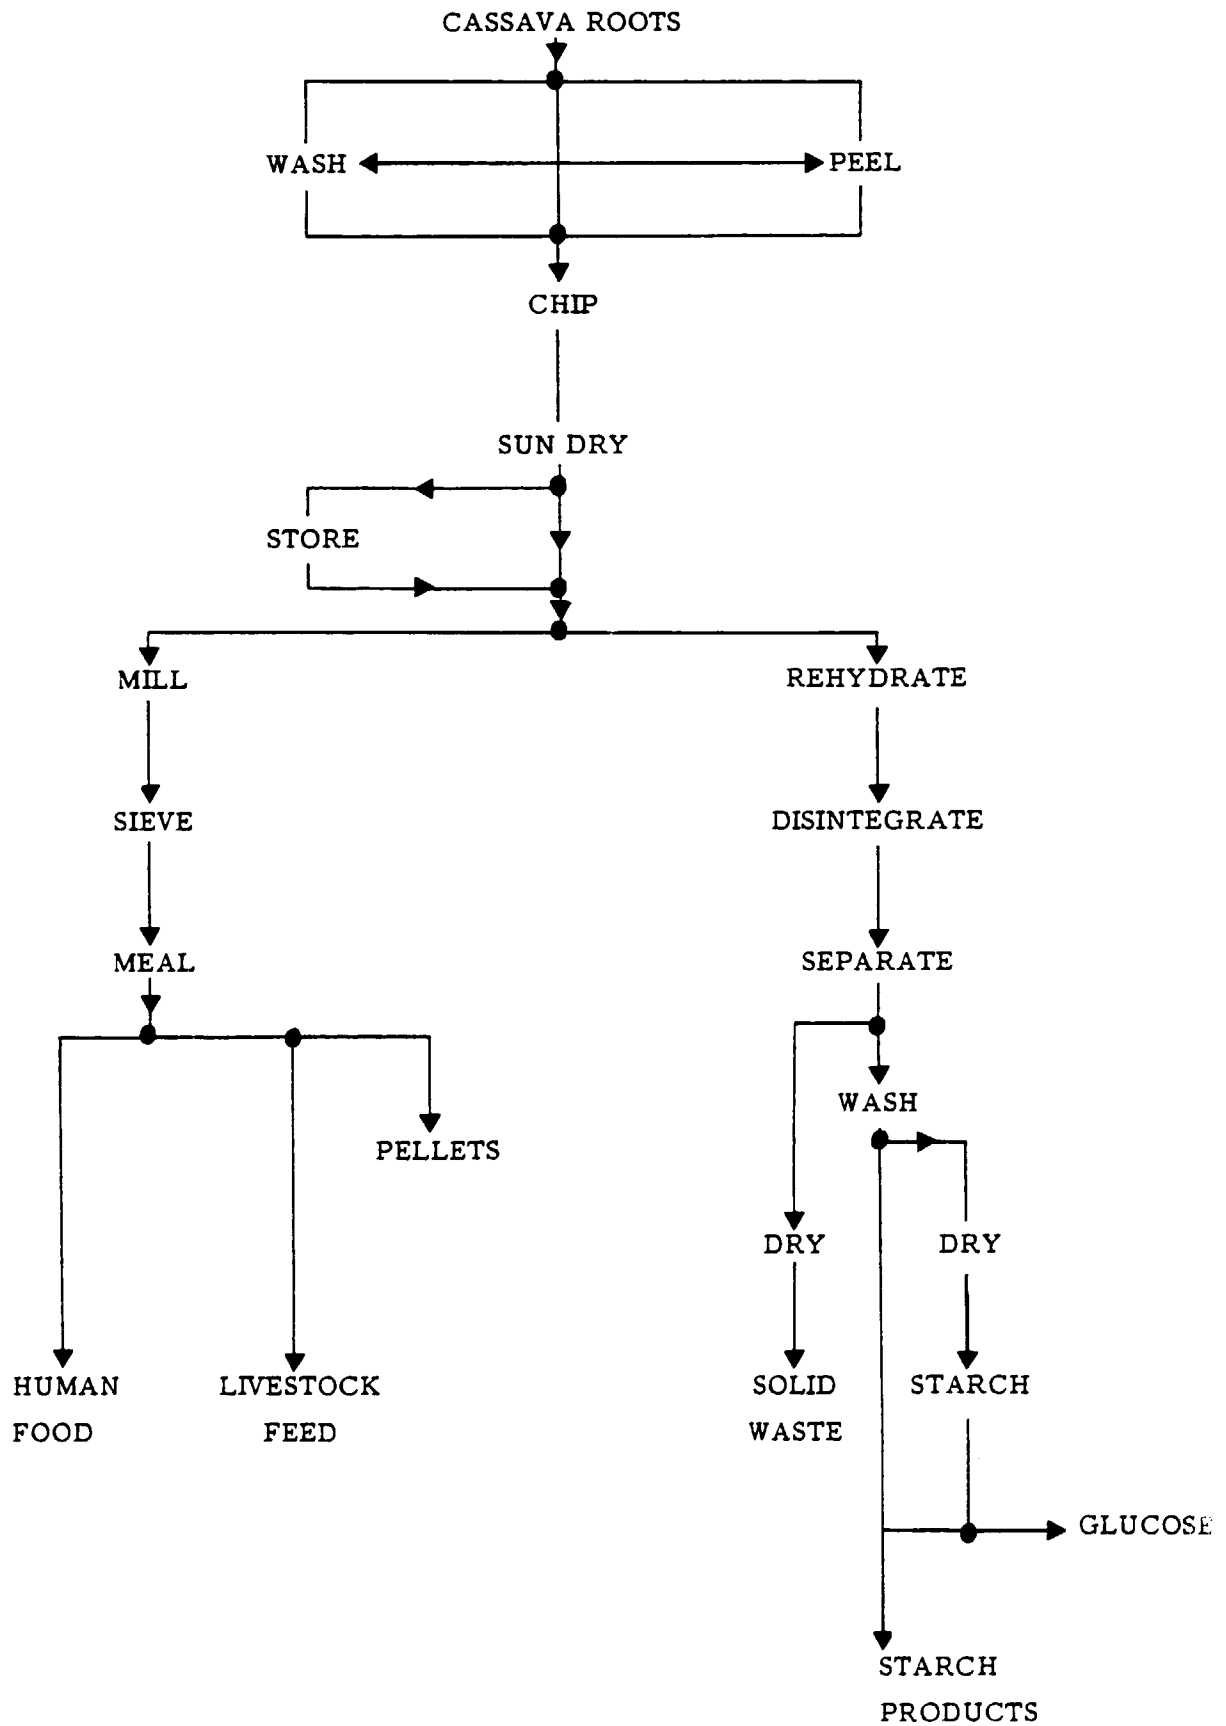 CASSAVA ROOTS
WASH
PEEL
CHIP
SUN DRY
STORE
MILL
REHYDRATE
SIEVE
DISINTEGRATE
MEAL
SEPARATE
WASH
PELLETS
DRY
DRY
HUMAN
FOOD
LIVESTOCK
FEED
SOLID
WASTE
STARCH
GLUCOSE
STARCH
PRODUCTS